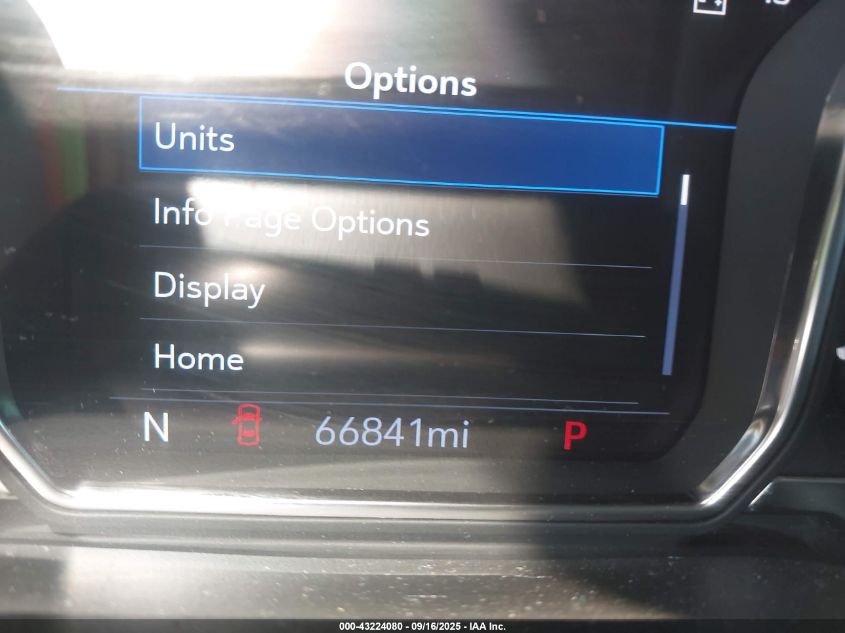 Options
Units
Info Page Options
Display
Home
N 66841mi P
000-43224080 - 09/16/2025 - IAA Inc.